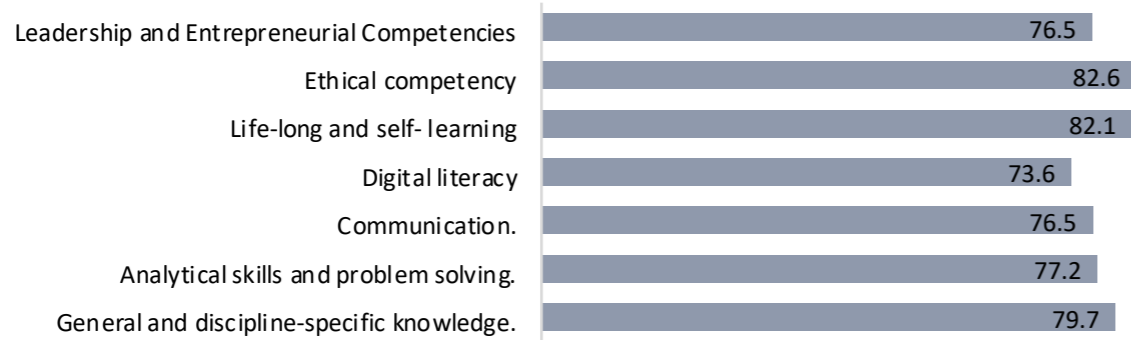 Leadership and Entrepreneurial Competencies 76.5
Ethical competency 82.6
Life-long and self- learning 82.1
Digital literacy 73.6
Communication. 76.5
Analytical skills and problem solving. 77.2
General and discipline-specific knowledge. 79.7